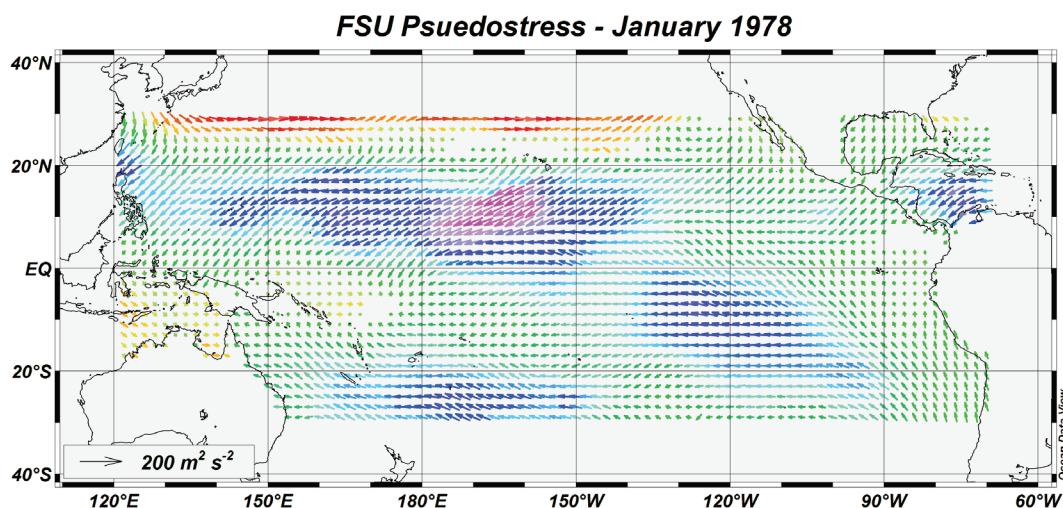 FSU Psuedostress - January 1978
40°N
20°N
EQ
20°S
40°S
200 m² s⁻²
120°E
150°E
180°E
150°W
120°W
90°W
60°W
Ocean Data View